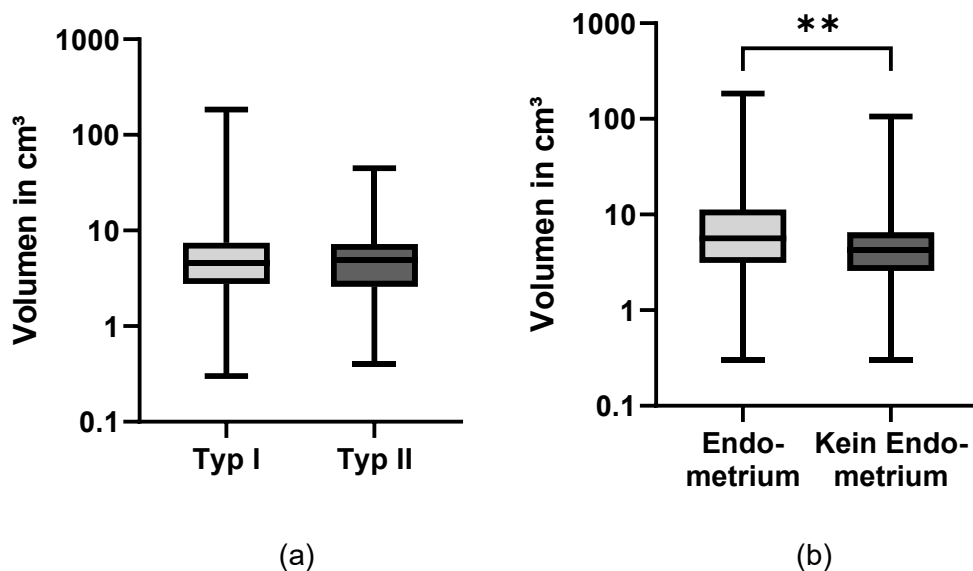 Volumen in cm³
1000
100
10
1
0.1
Typ I
Typ II
(a)
Volumen in cm³
1000
100
10
1
0.1
**
Endo-
metrium
Kein Endo-
metrium
(b)